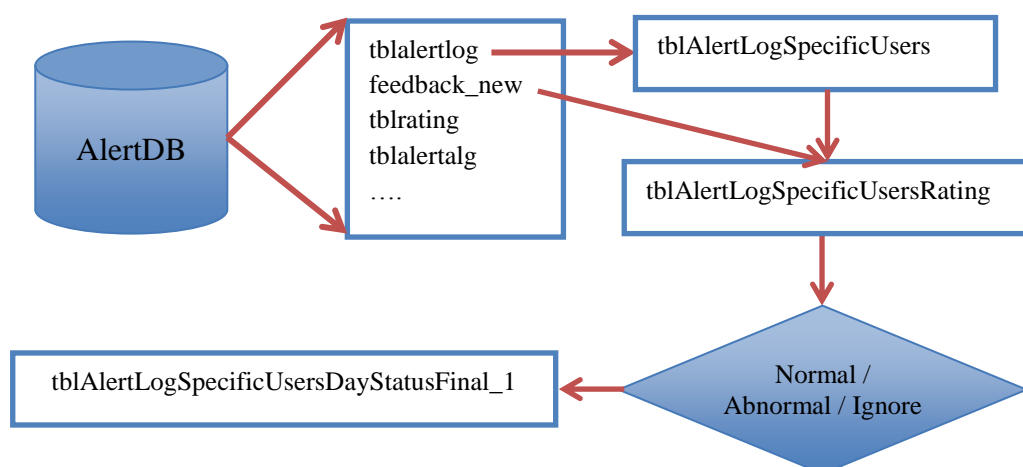 AlertDB
tblalertlog
feedback_new
tblrating
tblalertalg
….
tblAlertLogSpecificUsers
tblAlertLogSpecificUsersRating
Normal /
Abnormal / Ignore
tblAlertLogSpecificUsersDayStatusFinal_1